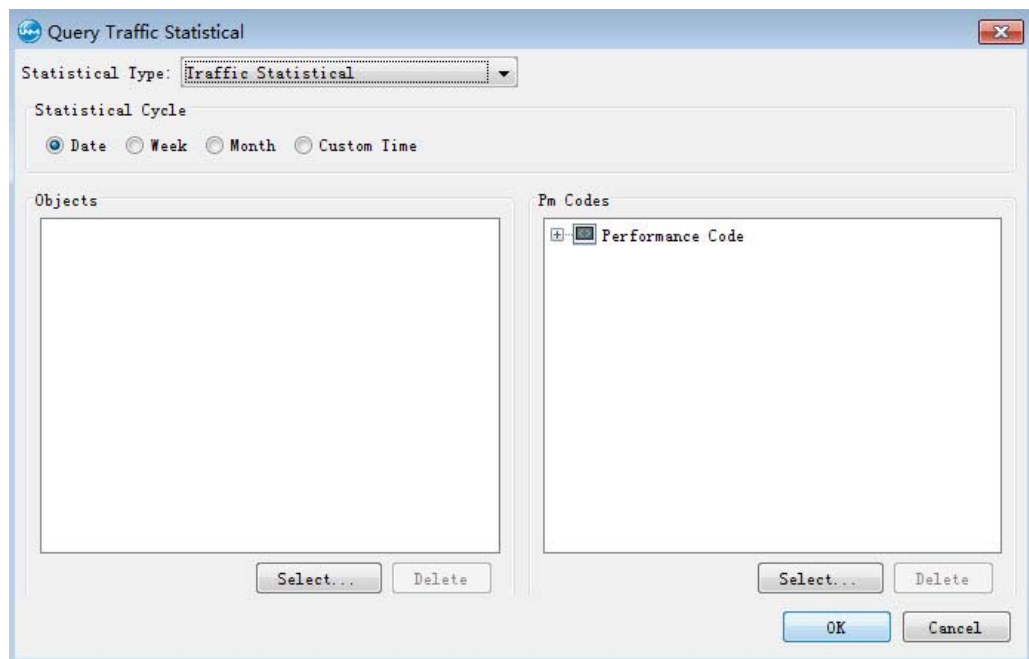 Query Traffic Statistical
Statistical Type: Traffic Statistical
Statistical Cycle
Date Week Month Custom Time
Objects Pm Codes
Performance Code
Select... Delete Select... Delete
OK Cancel